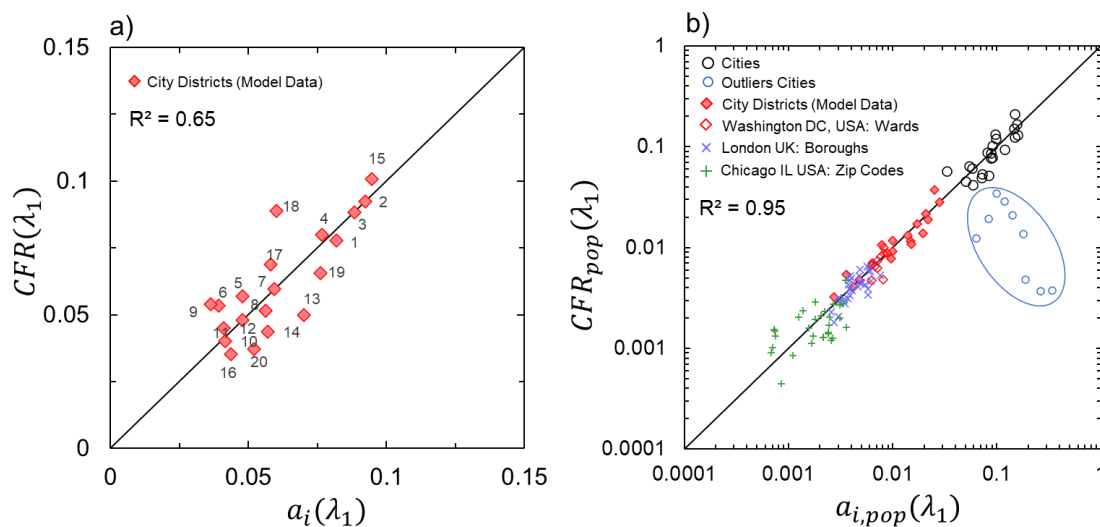 a)
0.15
0.1
0.05
0
0
0.05
0.1
0.15
CFR(λ₁)
aᵢ(λ₁)
City Districts (Model Data)
R² = 0.65
15
2
3
1
4
18
19
17
7
13
5
6
9
8
14
12
11
10
16
20
b)
1
0.1
0.01
0.001
0.0001
0.0001
0.001
0.01
0.1
1
CFRₚₒₚ(λ₁)
aᵢ,ₚₒₚ(λ₁)
Cities
Outliers Cities
City Districts (Model Data)
Washington DC, USA: Wards
London UK: Boroughs
Chicago IL USA: Zip Codes
R² = 0.95